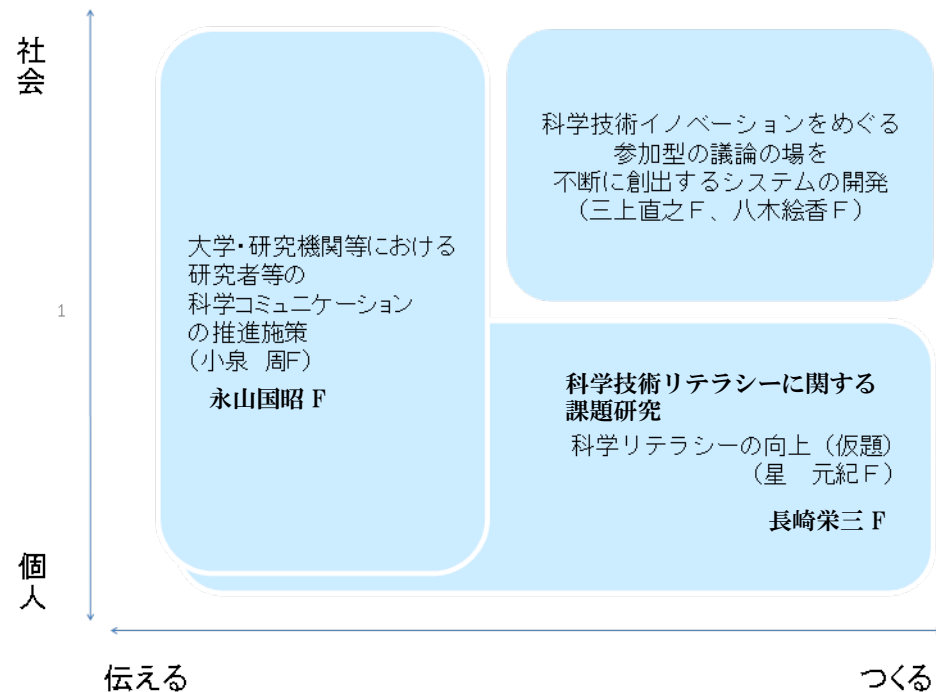 社会
科学技術イノベーションをめぐる
参加型の議論の場を
不断に創出するシステムの開発
（三上直之Ｆ、八木絵香Ｆ）
大学・研究機関等における
研究者等の
科学コミュニケーション
の推進施策
（小泉　周F）
永山国昭 F
1
科学技術リテラシーに関する
課題研究
科学リテラシーの向上（仮題）
（星　元紀Ｆ）
長崎栄三 F
個人
伝える
つくる